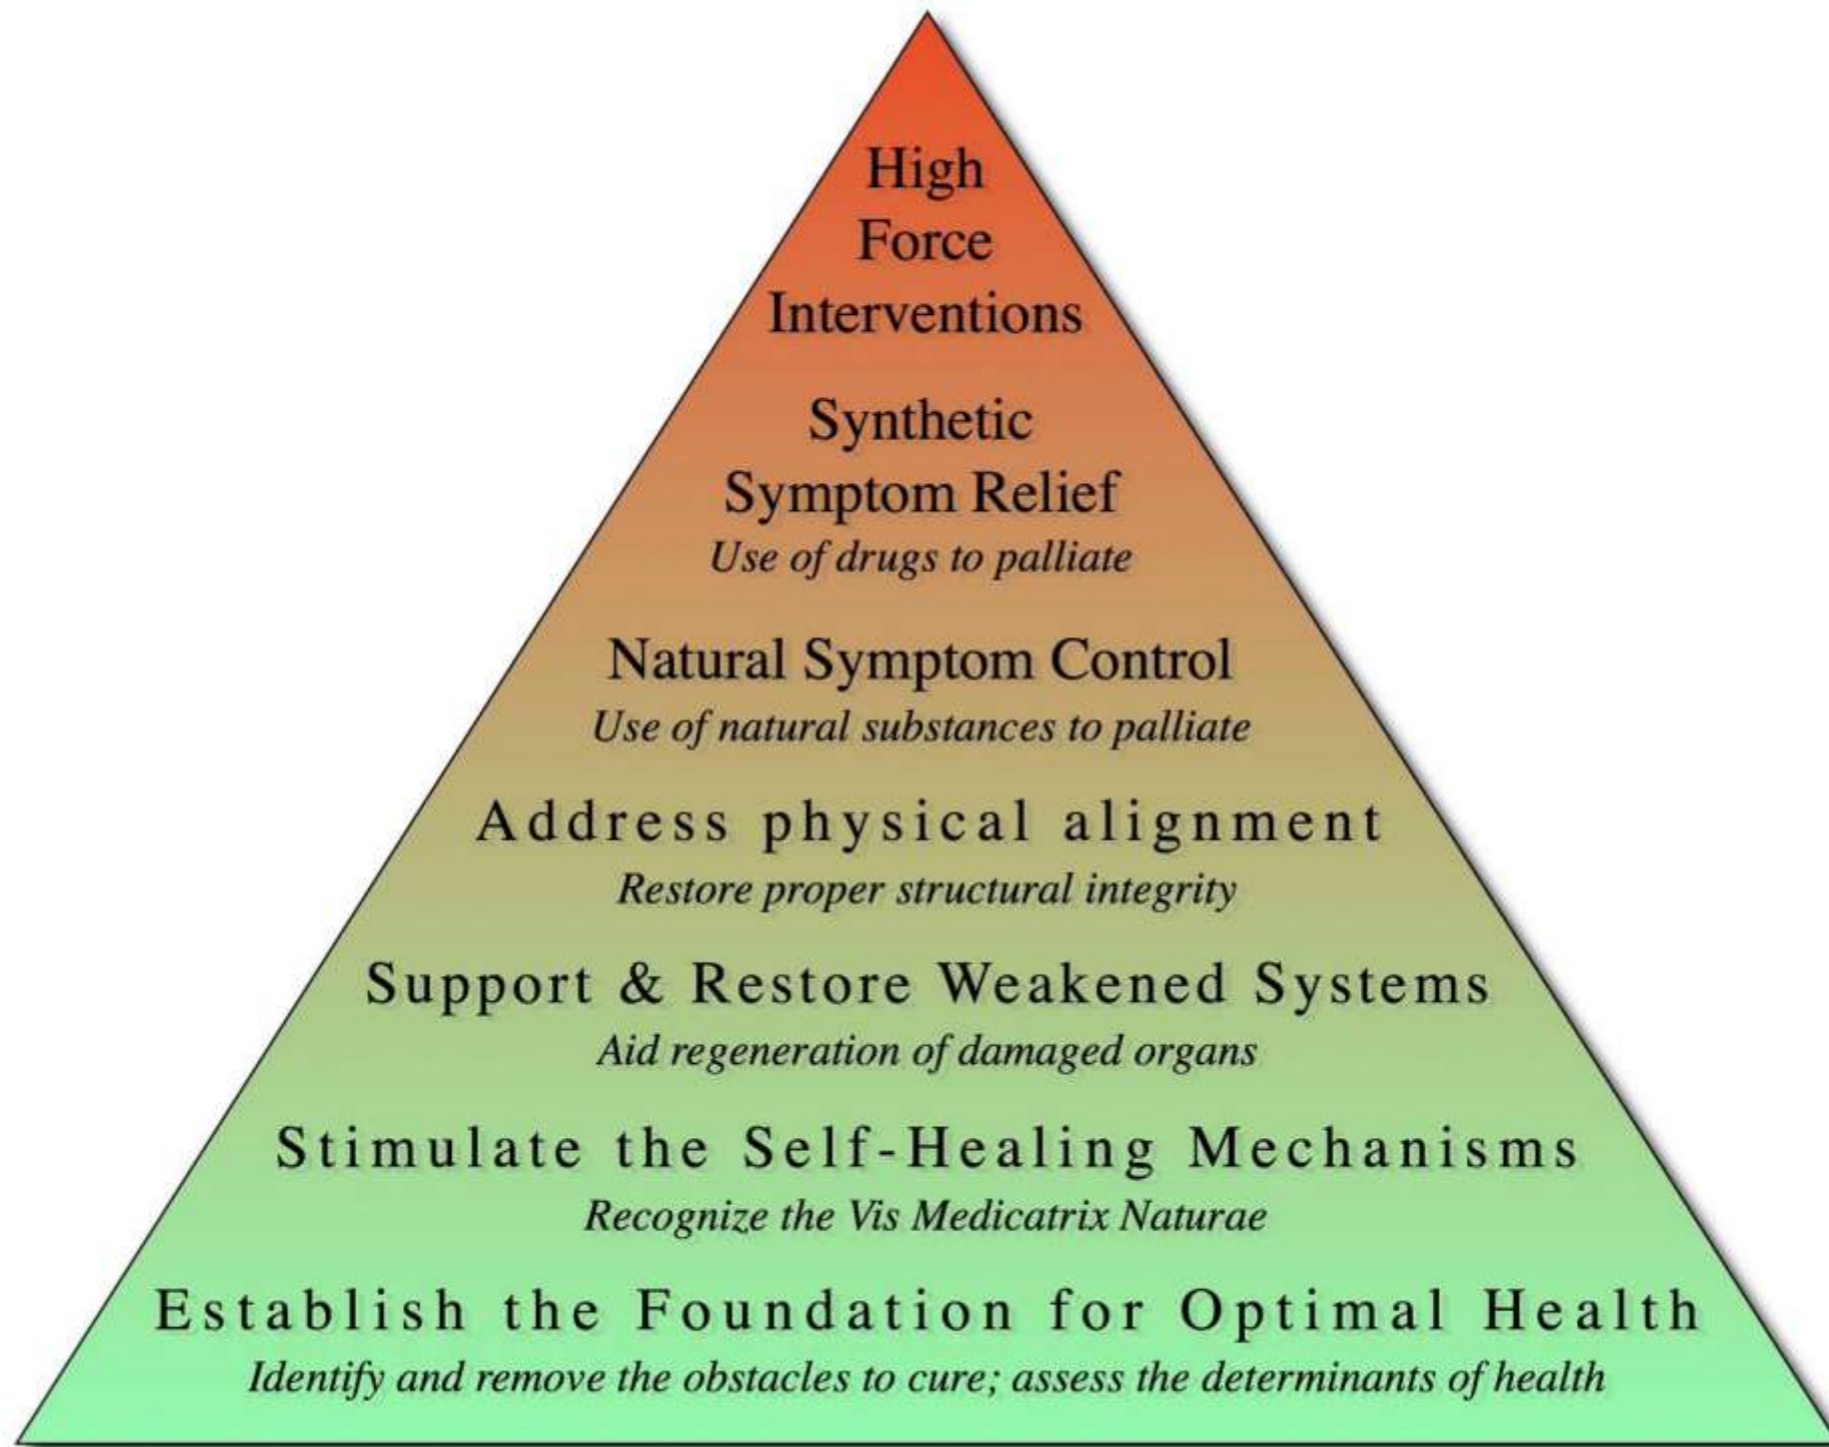 High
Force
Interventions
Synthetic
Symptom Relief
Use of drugs to palliate
Natural Symptom Control
Use of natural substances to palliate
Address physical alignment
Restore proper structural integrity
Support & Restore Weakened Systems
Aid regeneration of damaged organs
Stimulate the Self-Healing Mechanisms
Recognize the Vis Medicatrix Naturae
Establish the Foundation for Optimal Health
Identify and remove the obstacles to cure; assess the determinants of health